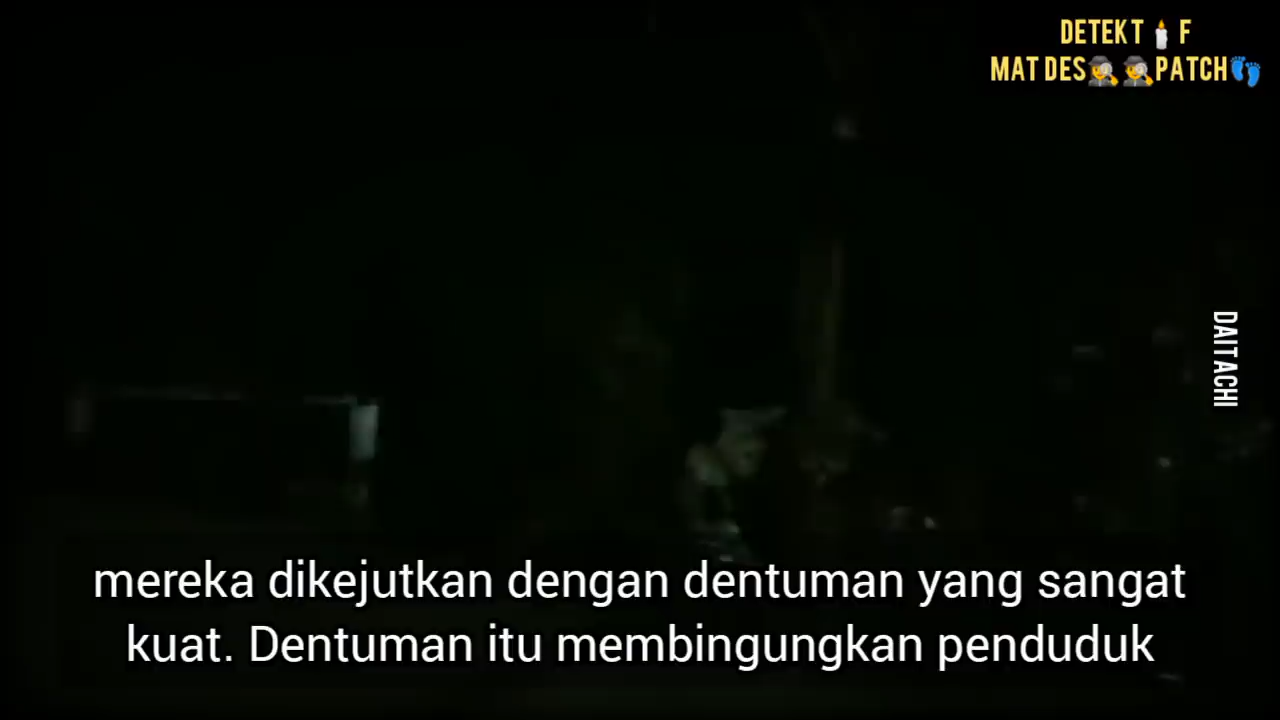 DETEKT🕯️F
MAT DES🕵️🕵️PATCH👣
DAITACHI
mereka dikejutkan dengan dentuman yang sangat
kuat. Dentuman itu membingungkan penduduk